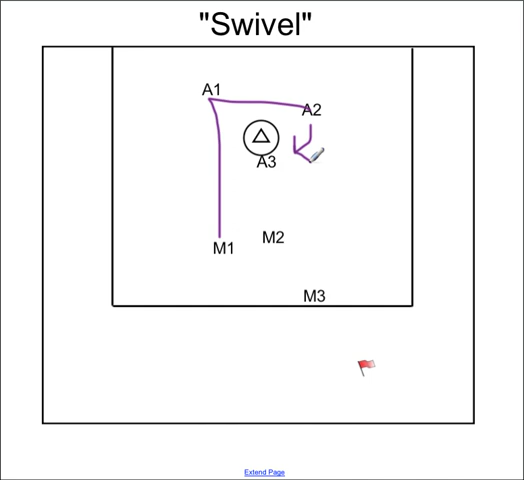 "Swivel"
A1
A2
A3
M1
M2
M3
Extend Page